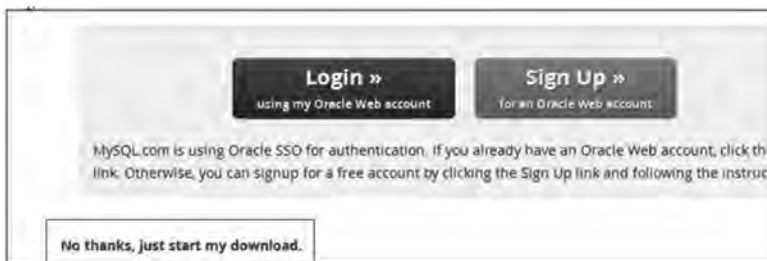 Login »
using my Oracle Web account
Sign Up »
for an Oracle Web account
MySQL.com is using Oracle SSO for authentication. If you already have an Oracle Web account, click the
link. Otherwise, you can signup for a free account by clicking the Sign Up link and following the instruc
No thanks, just start my download.